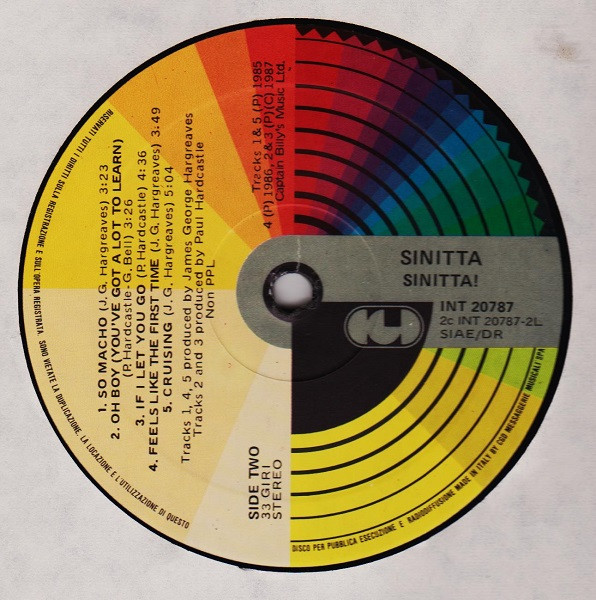 SINITTA
SINITTA!
INT 20787
2c INT 20787-2L
SIAE/DR
CGD
1. SO MACHO (J.G. Hargreaves) 3:23
2. OH BOY (YOU'VE GOT A LOT TO LEARN)
(P. Hardcastle-G. Bell) 3:26
3. IF I LET YOU GO (P. Hardcastle) 4:36
4. FEELS LIKE THE FIRST TIME (J.G. Hargreaves) 3:49
5. CRUISING (J.G. Hargreaves) 5:04
Tracks 1, 4, 5 produced by James George Hargreaves
Tracks 2 and 3 produced by Paul Hardcastle
Non PPL
Tracks 1 & 5 (P) 1985
4 (P) 1986, 2 & 3 (P)(C) 1987
Captain Billy's Music Ltd.
SIDE TWO
33 GIRI
STEREO
RISERVATI TUTTI I DIRITTI SULLA REGISTRAZIONE E SULL'OPERA REGISTRATA. SONO VIETATE LA DUPLICAZIONE, LA LOCAZIONE E L'UTILIZZAZIONE DI QUESTO
DISCO PER PUBBLICA ESECUZIONE E RADIODIFFUSIONE MADE IN ITALY BY CGD MESSAGGERIE MUSICALI SPA